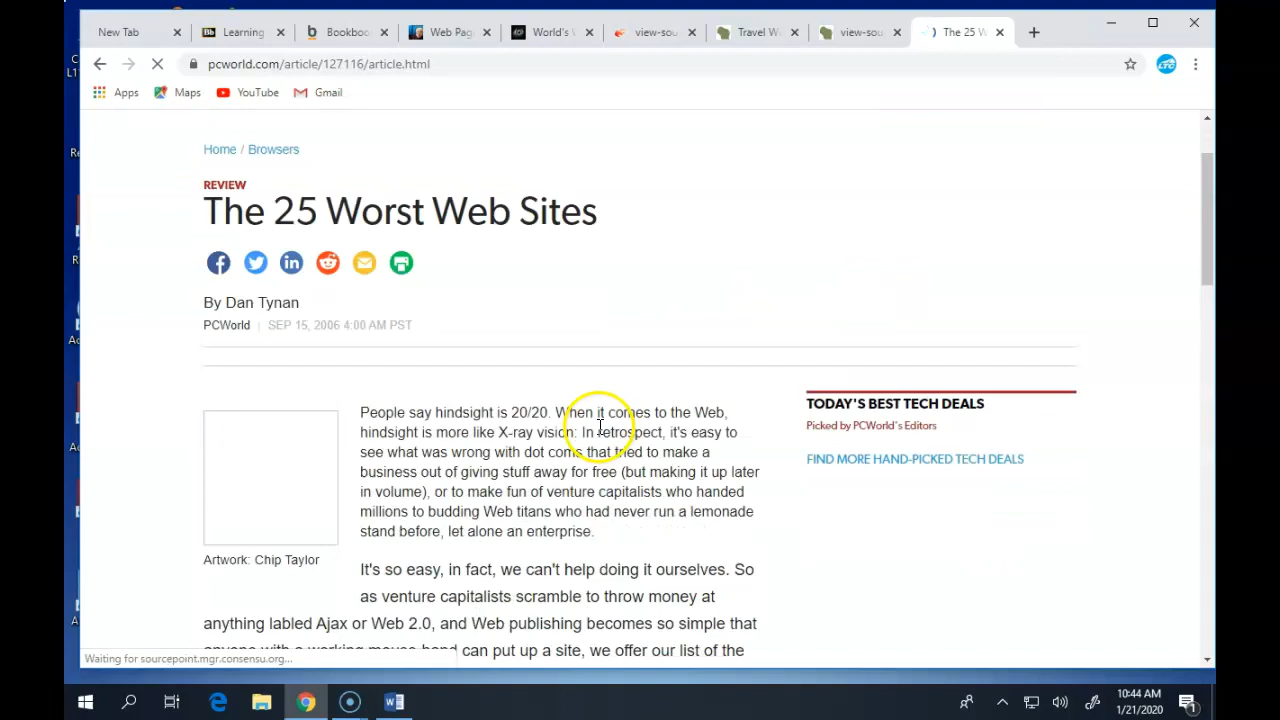 New Tab
Learning
Bookboo
Web Pag
World's
view-sou
Travel W
view-sou
The 25 W
pcworld.com/article/127116/article.html
LTC
Apps
Maps
YouTube
Gmail
Home / Browsers
REVIEW
The 25 Worst Web Sites
By Dan Tynan
PCWorld | SEP 15, 2006 4:00 AM PST
People say hindsight is 20/20. When it comes to the Web,
hindsight is more like X-ray vision: In retrospect, it's easy to
see what was wrong with dot coms that tried to make a
business out of giving stuff away for free (but making it up later
in volume), or to make fun of venture capitalists who handed
millions to budding Web titans who had never run a lemonade
stand before, let alone an enterprise.
Artwork: Chip Taylor
It's so easy, in fact, we can't help doing it ourselves. So
as venture capitalists scramble to throw money at
anything labled Ajax or Web 2.0, and Web publishing becomes so simple that
anyone with a working mouse hand can put up a site, we offer our list of the
TODAY'S BEST TECH DEALS
Picked by PCWorld's Editors
FIND MORE HAND-PICKED TECH DEALS
Waiting for sourcepoint.mgr.consensu.org...
10:44 AM
1/21/2020